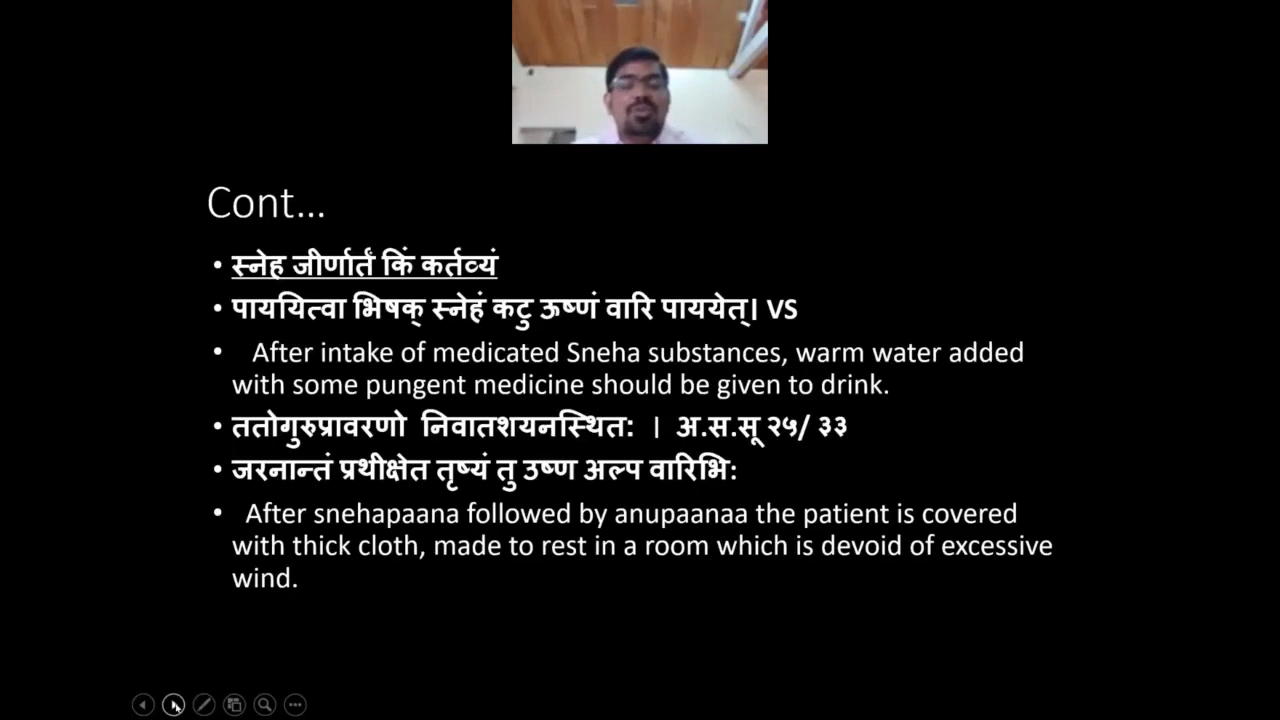 Cont...
• स्नेह जीर्णार्तं किं कर्तव्यं
• पाययित्वा भिषक् स्नेहं कटु ऊष्णं वारि पाययेत्। VS
• After intake of medicated Sneha substances, warm water added
with some pungent medicine should be given to drink.
• ततोगुरुप्रावरणो निवातशयनस्थित: । अ.स.सू २५/ ३३
• जरनान्तं प्रथीक्षेत तृष्यं तु उष्ण अल्प वारिभि:
• After snehapaana followed by anupaanaa the patient is covered
with thick cloth, made to rest in a room which is devoid of excessive
wind.